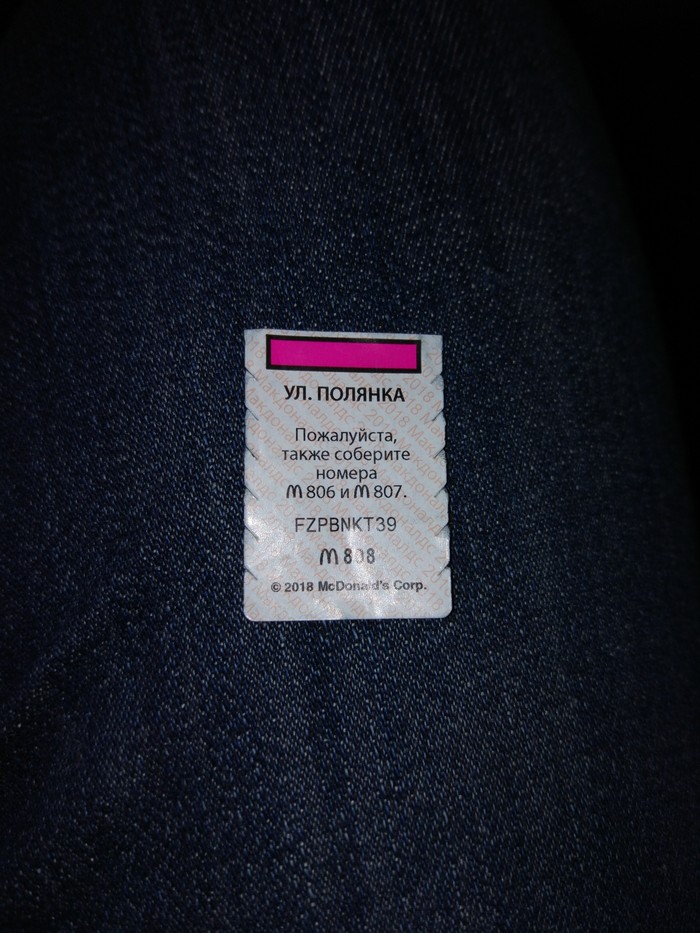 УЛ. ПОЛЯНКА
Пожалуйста,
также соберите
номера
M 806 и M 807.
FZPBNKT39
M 808
© 2018 McDonald's Corp.